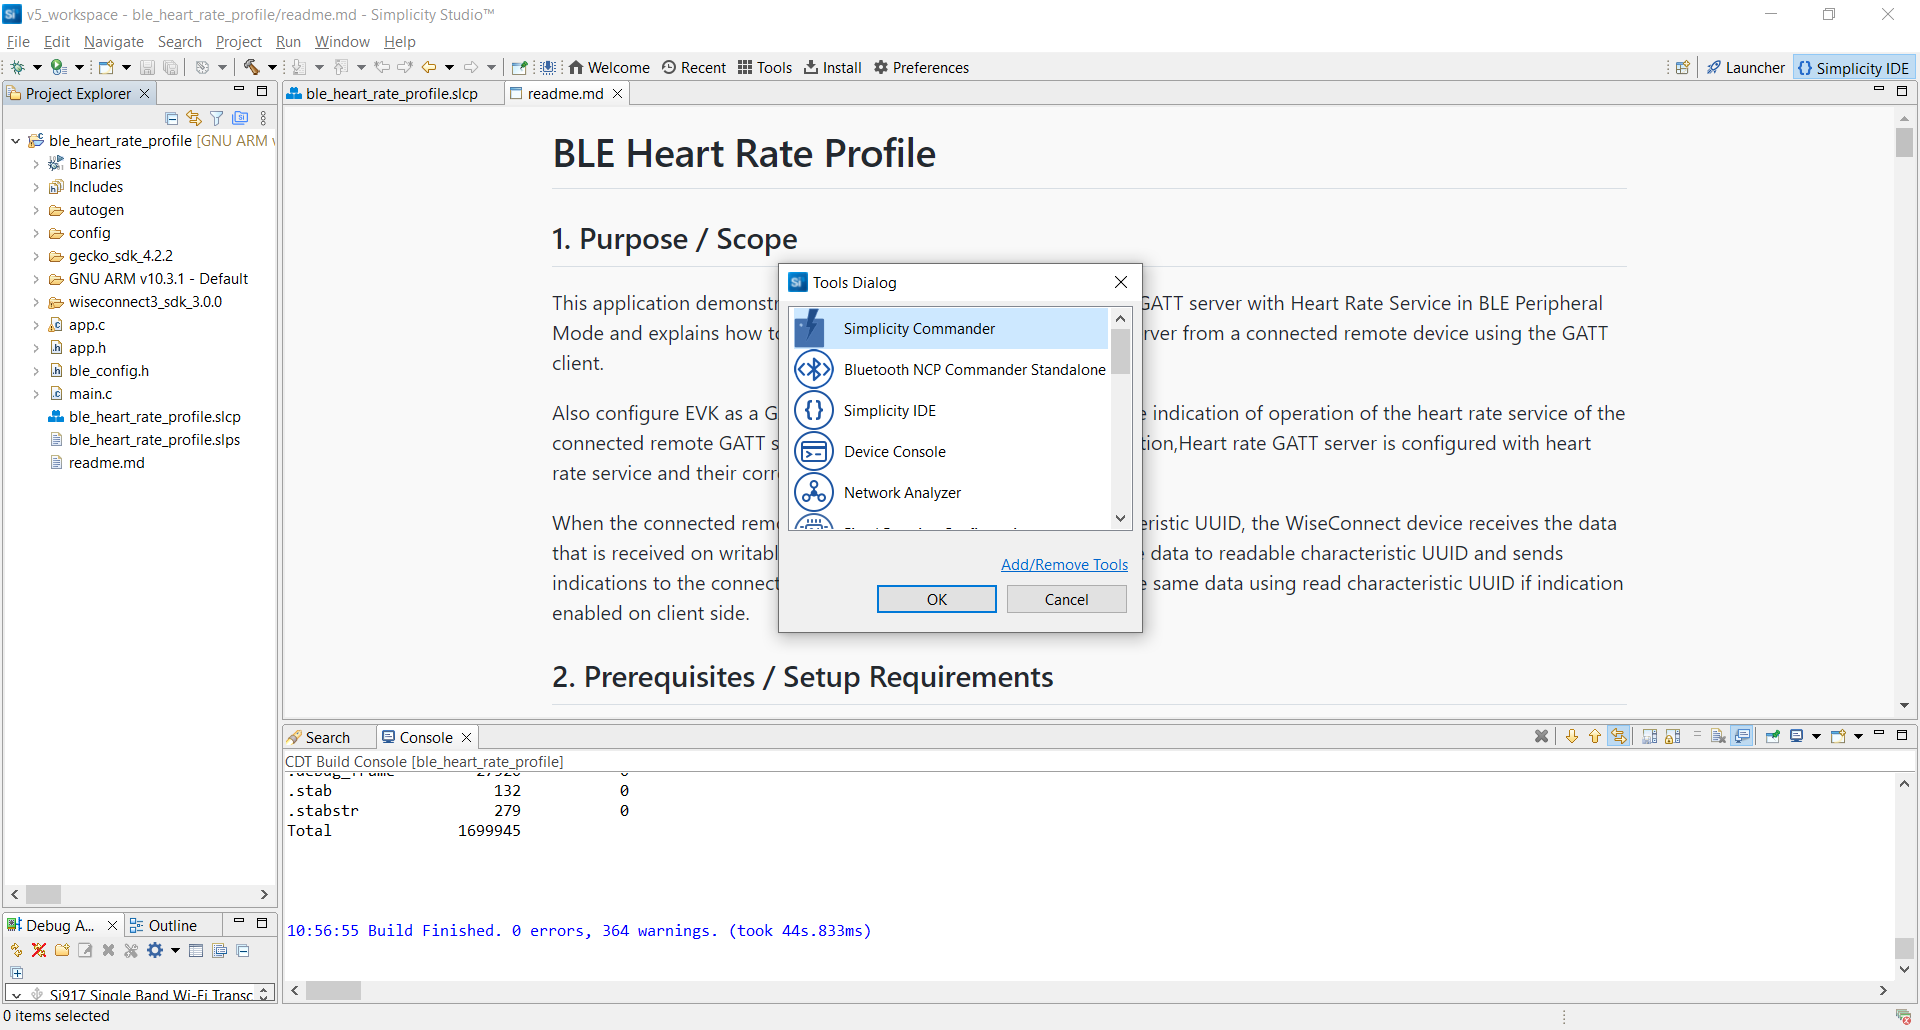 v5_workspace - ble_heart_rate_profile/readme.md - Simplicity Studio™
File Edit Navigate Search Project Run Window Help
Welcome Recent Tools Install Preferences Launcher {} Simplicity IDE
Project Explorer
ble_heart_rate_profile [GNU ARM
Binaries
Includes
autogen
config
gecko_sdk_4.2.2
GNU ARM v10.3.1 - Default
wiseconnect3_sdk_3.0.0
app.c
app.h
ble_config.h
main.c
ble_heart_rate_profile.slcp
ble_heart_rate_profile.slps
readme.md
ble_heart_rate_profile.slcp readme.md
BLE Heart Rate Profile
1. Purpose / Scope
This application demonstr GATT server with Heart Rate Service in BLE Peripheral
Mode and explains how to rver from a connected remote device using the GATT
client.
Also configure EVK as a G e indication of operation of the heart rate service of the
connected remote GATT s tion,Heart rate GATT server is configured with heart
rate service and their corr
When the connected rem eristic UUID, the WiseConnect device receives the data
that is received on writabl data to readable characteristic UUID and sends
indications to the connect e same data using read characteristic UUID if indication
enabled on client side.
2. Prerequisites / Setup Requirements
Tools Dialog
Simplicity Commander
Bluetooth NCP Commander Standalone
Simplicity IDE
Device Console
Network Analyzer
Add/Remove Tools
OK Cancel
Search Console
CDT Build Console [ble_heart_rate_profile]
.debug_frame 27920 0
.stab 132 0
.stabstr 279 0
Total 1699945
10:56:55 Build Finished. 0 errors, 364 warnings. (took 44s.833ms)
Debug A... Outline
Si917 Single Band Wi-Fi Transc
0 items selected